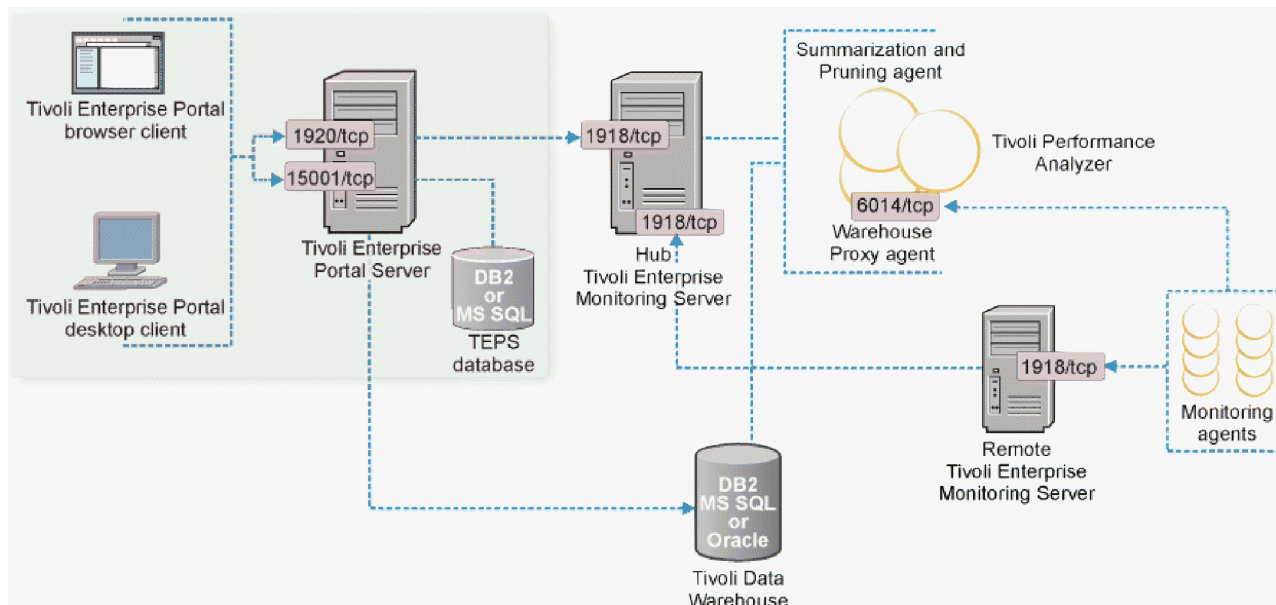 Tivoli Enterprise Portal
browser client
Tivoli Enterprise Portal
desktop client
1920/tcp
15001/tcp
Tivoli Enterprise
Portal Server
DB2
or
MS SQL
TEPS
database
1918/tcp
1918/tcp
Hub
Tivoli Enterprise
Monitoring Server
Summarization and
Pruning agent
Tivoli Performance
Analyzer
6014/tcp
Warehouse
Proxy agent
1918/tcp
Remote
Tivoli Enterprise
Monitoring Server
Monitoring
agents
DB2
MS SQL
or
Oracle
Tivoli Data
Warehouse